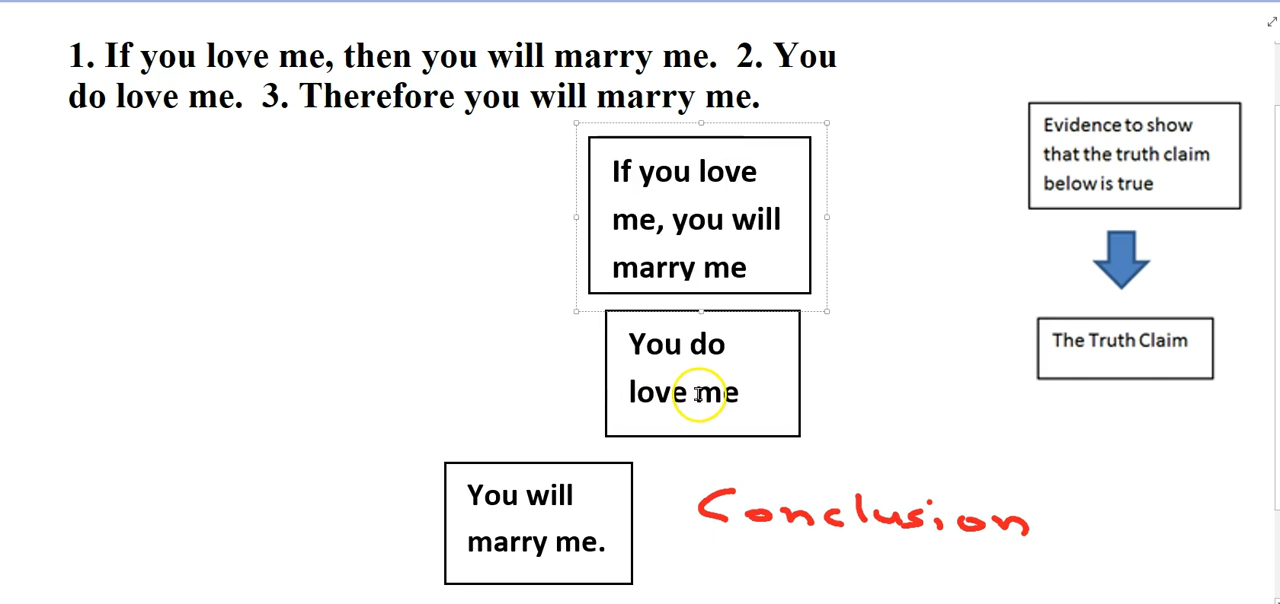 1. If you love me, then you will marry me.  2. You
do love me.  3. Therefore you will marry me.
If you love
me, you will
marry me
Evidence to show
that the truth claim
below is true
The Truth Claim
You do
love me
You will
marry me.
Conclusion